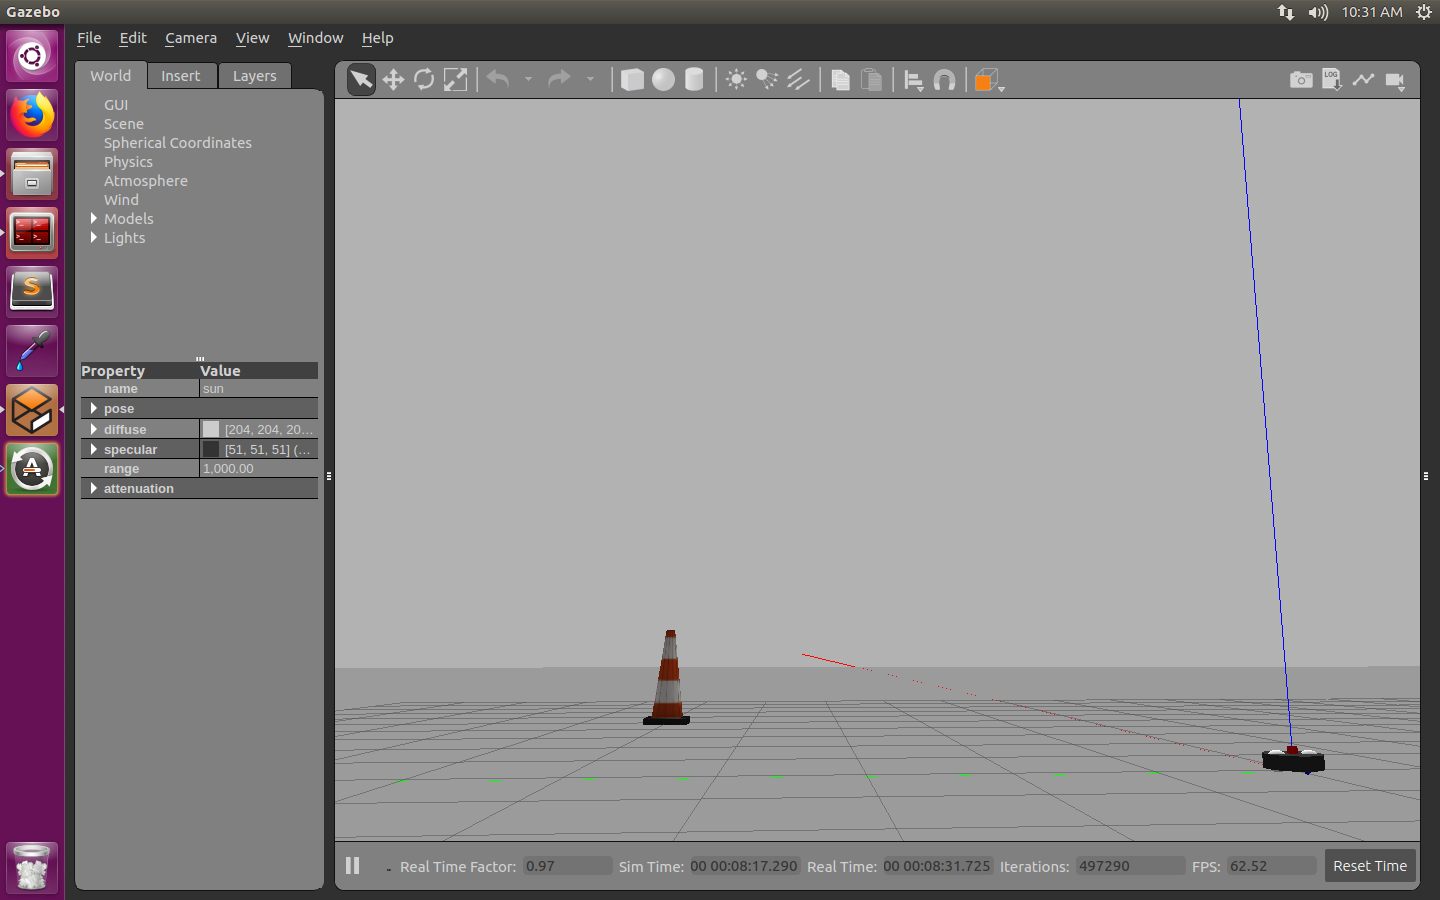 Gazebo
10:31 AM
File Edit Camera View Window Help
World Insert Layers
LOG
GUI
Scene
Spherical Coordinates
Physics
Atmosphere
Wind
Models
Lights
Property Value
name sun
pose
diffuse [204, 204, 20...
specular [51, 51, 51] (...
range 1,000.00
attenuation
Real Time Factor: 0.97 Sim Time: 00 00:08:17.290 Real Time: 00 00:08:31.725 Iterations: 497290 FPS: 62.52 Reset Time